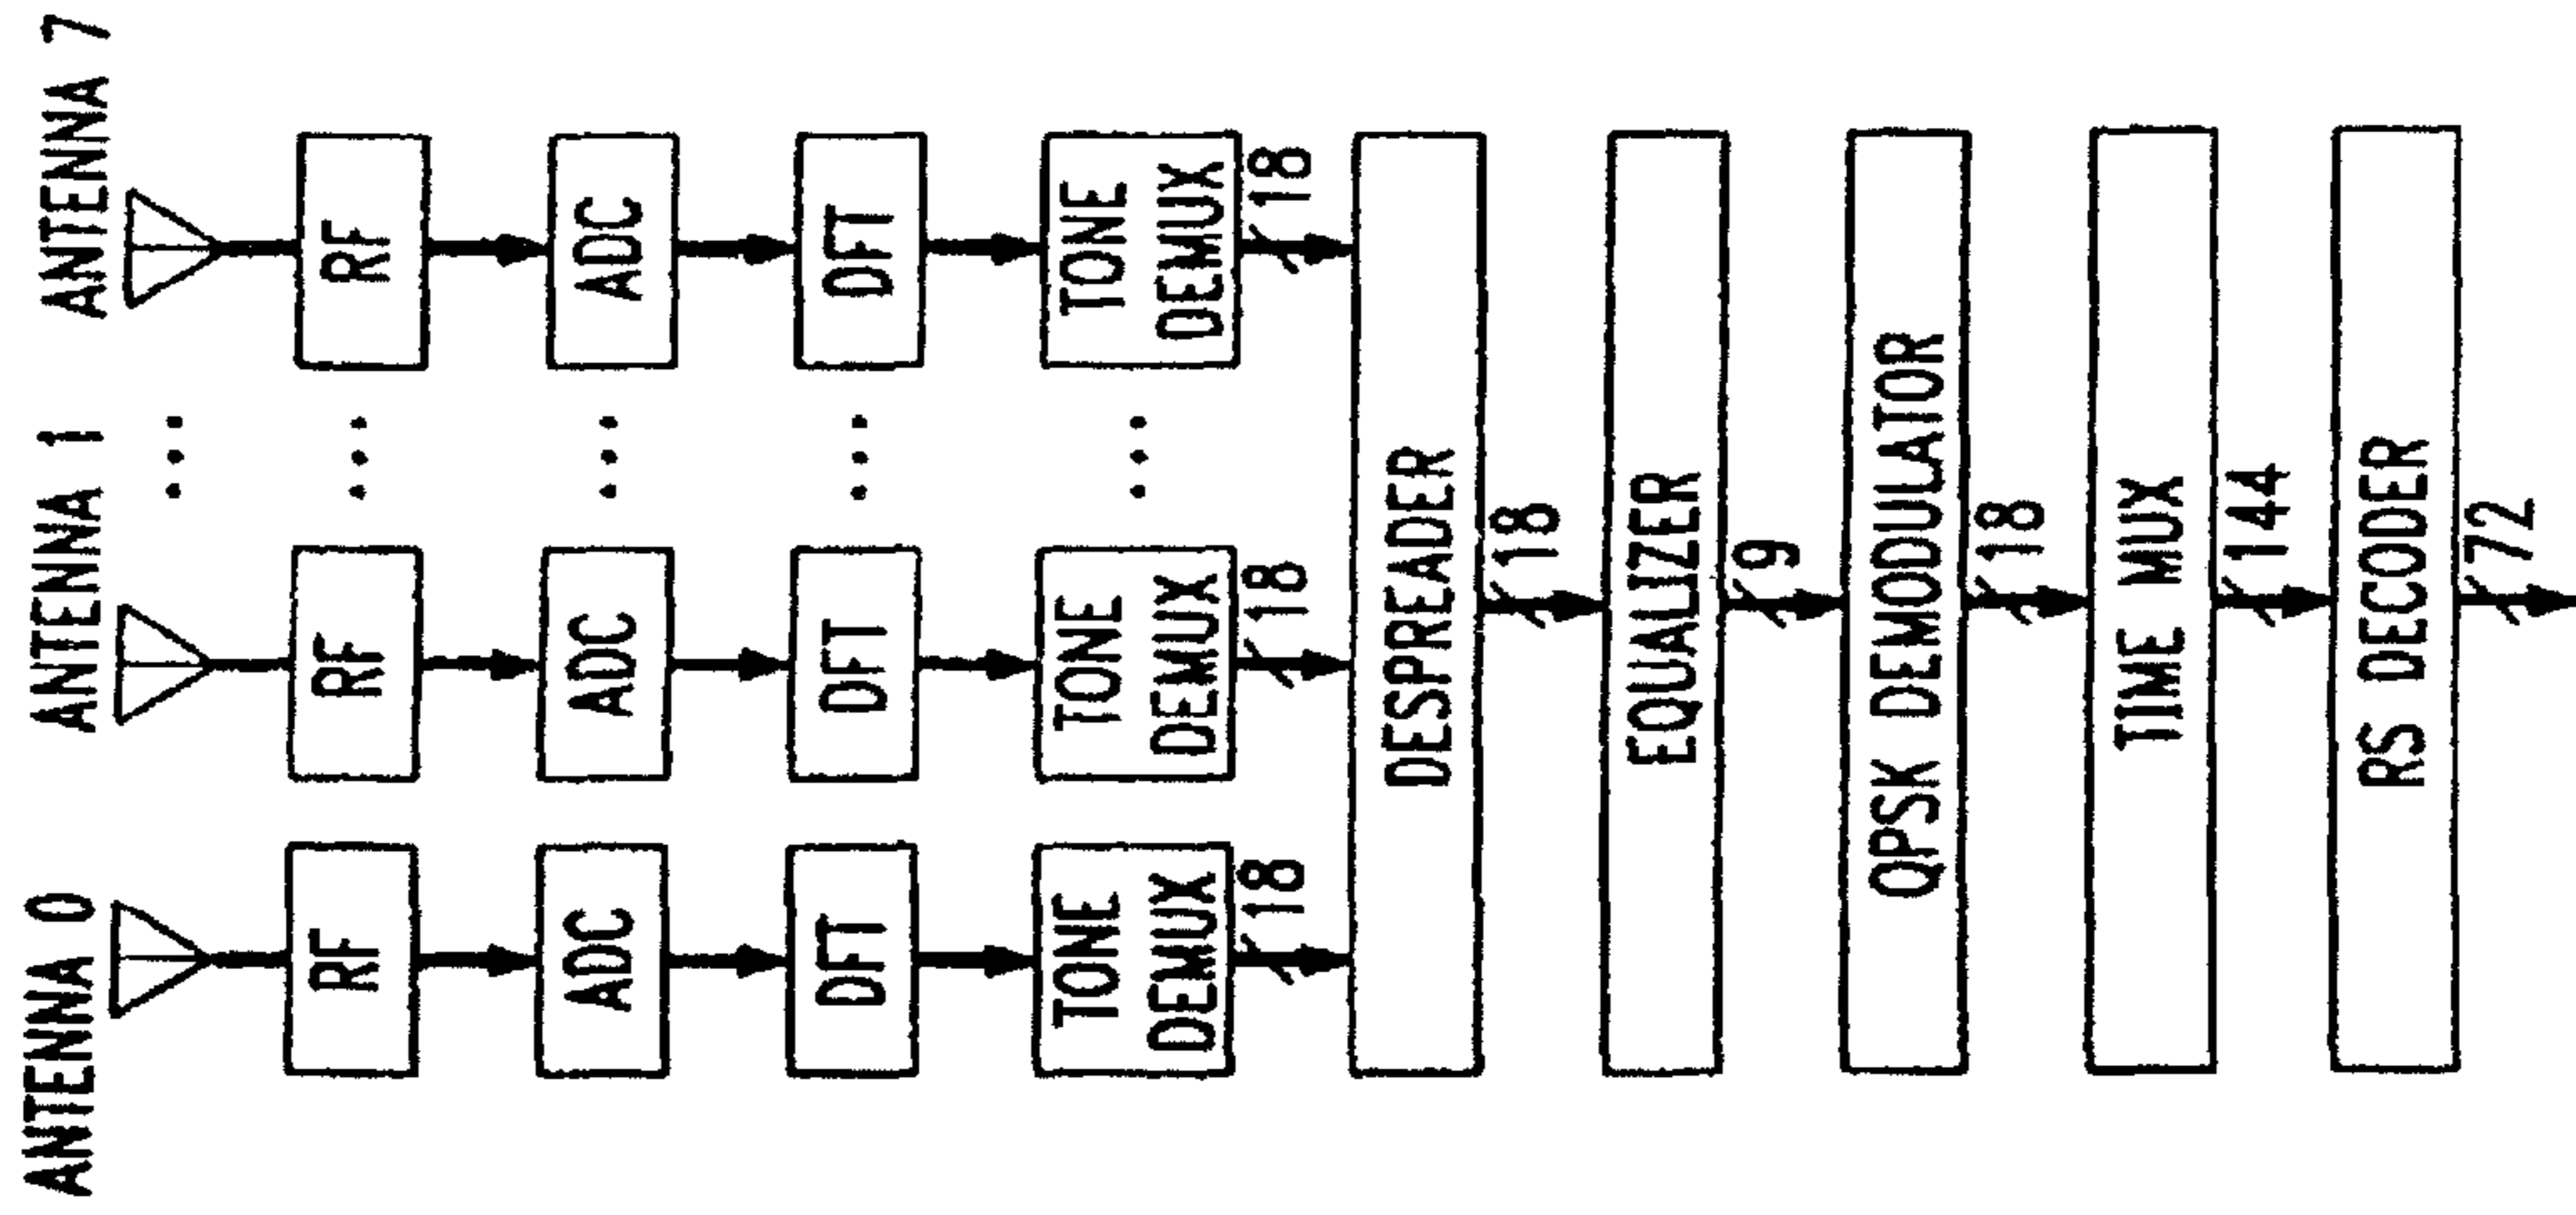 ANTENNA 0
ANTENNA 1
ANTENNA 7
...
RF
RF
...
RF
ADC
ADC
...
ADC
DFT
DFT
...
DFT
TONE
DEMUX
TONE
DEMUX
...
TONE
DEMUX
18
18
18
DESPREADER
18
EQUALIZER
9
QPSK DEMODULATOR
18
TIME MUX
144
RS DECODER
72